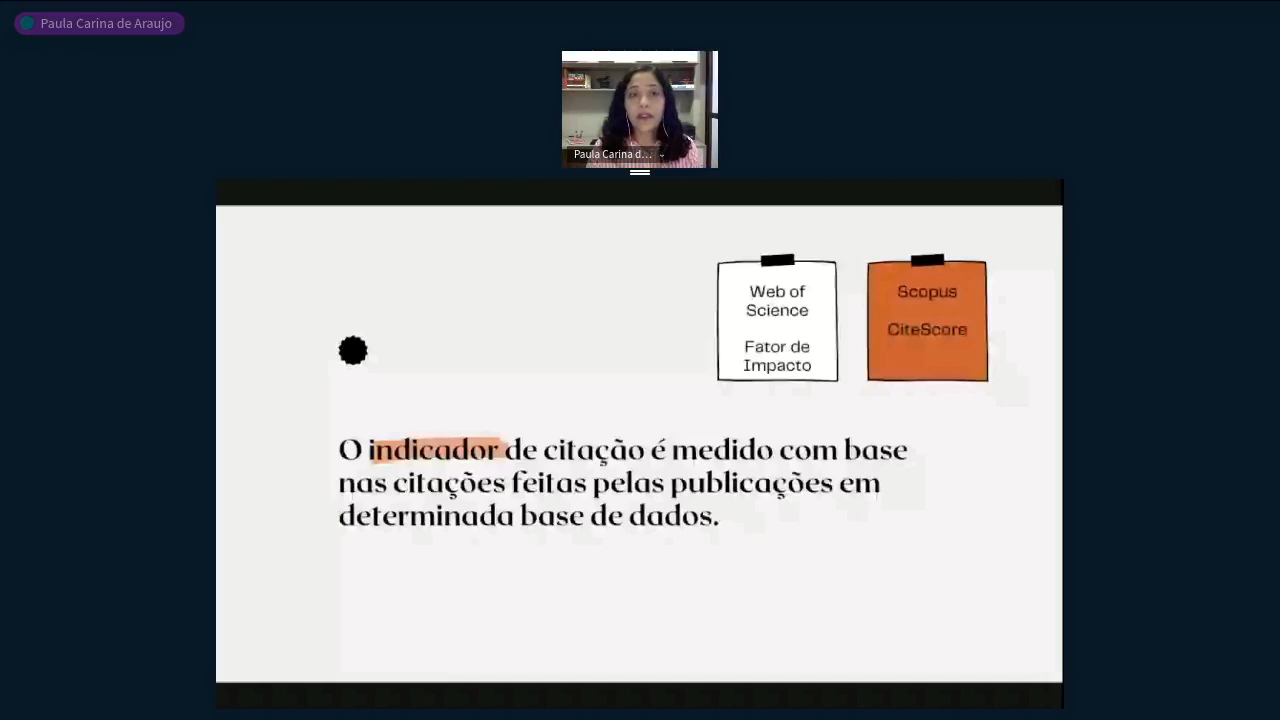 Paula Carina de Araujo
Paula Carina d...
Web of
Science
Fator de
Impacto
Scopus
CiteScore
O indicador de citação é medido com base
nas citações feitas pelas publicações em
determinada base de dados.